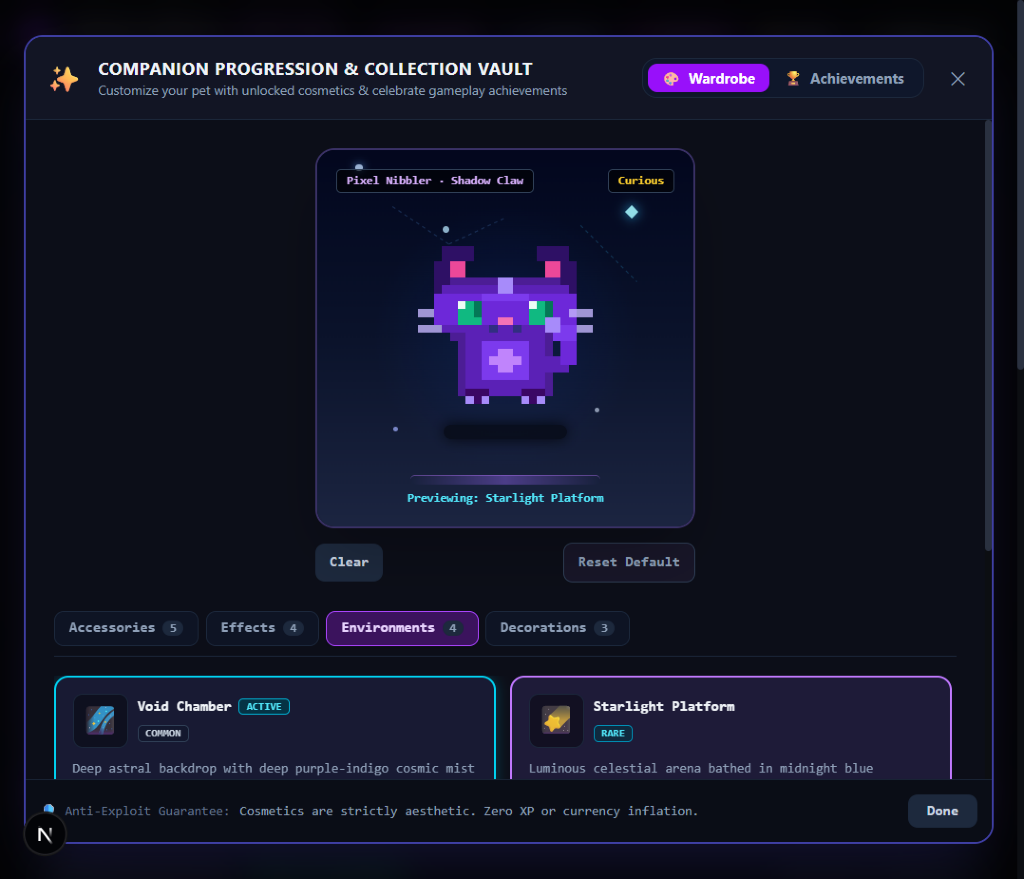 COMPANION PROGRESSION & COLLECTION VAULT
Customize your pet with unlocked cosmetics & celebrate gameplay achievements
Wardrobe
Achievements
Pixel Nibbler · Shadow Claw
Curious
Previewing: Starlight Platform
Clear
Reset Default
Accessories 5
Effects 4
Environments 4
Decorations 3
Void Chamber ACTIVE
COMMON
Deep astral backdrop with deep purple-indigo cosmic mist
Starlight Platform
RARE
Luminous celestial arena bathed in midnight blue
Anti-Exploit Guarantee: Cosmetics are strictly aesthetic. Zero XP or currency inflation.
Done
N